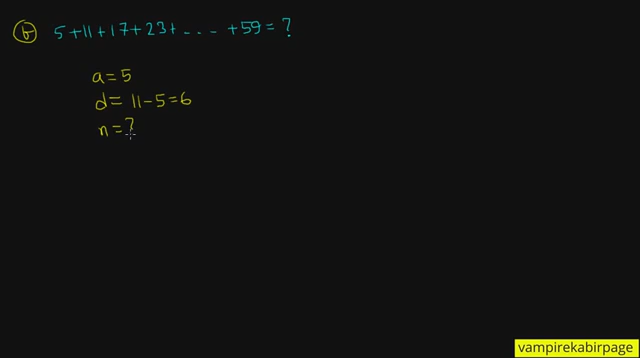 b 5+11+17+23+ - - - - +59 = ?
a = 5
d = 11-5=6
n = ?
vampirekabirpage